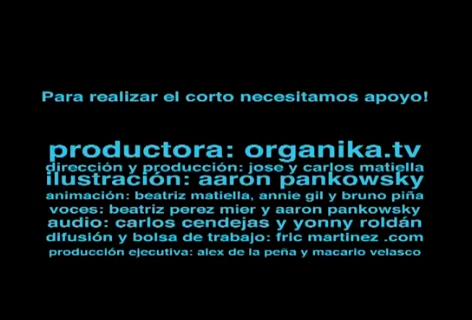 Para realizar el corto necesitamos apoyo!
productora: organika.tv
dirección y producción: jose y carlos matiella
ilustración: aarón pankowsky
animación: beatriz matiella, annie gil y bruno piña
voces: beatriz perez mier y aaron pankowsky
audio: carlos cendejas y yonny roldán
difusión y bolsa de trabajo: fric martinez .com
producción ejecutiva: alex de la peña y macario velasco